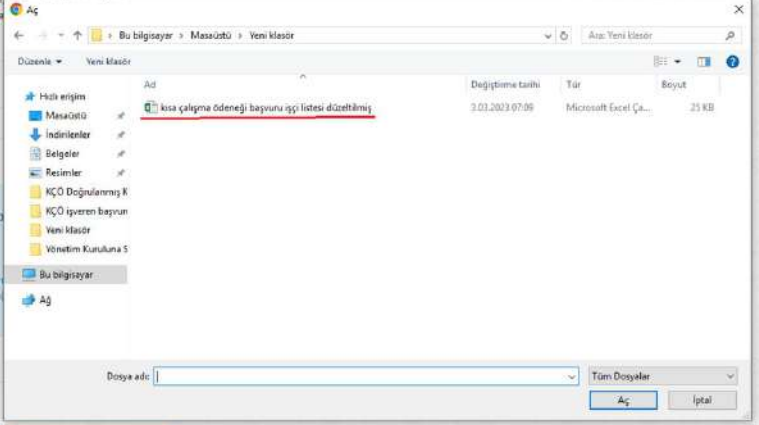 Aç
Bu bilgisayar › Masaüstü › Yeni klasör
Ara: Yeni klasör
Düzenle
Yeni klasör
Ad
Değiştirme tarihi
Tür
Boyut
kısa çalışma ödeneği başvuru işçi listesi düzeltilmiş
3.03.2023 07:09
Microsoft Excel Ça...
25 KB
Hızlı erişim
Masaüstü
İndirilenler
Belgeler
Resimler
KÇÖ Doğrulanmış K
KÇÖ işveren başvuru
Yeni klasör
Yönetim Kuruluna S
Bu bilgisayar
Ağ
Dosya adı:
Tüm Dosyalar
Aç
İptal